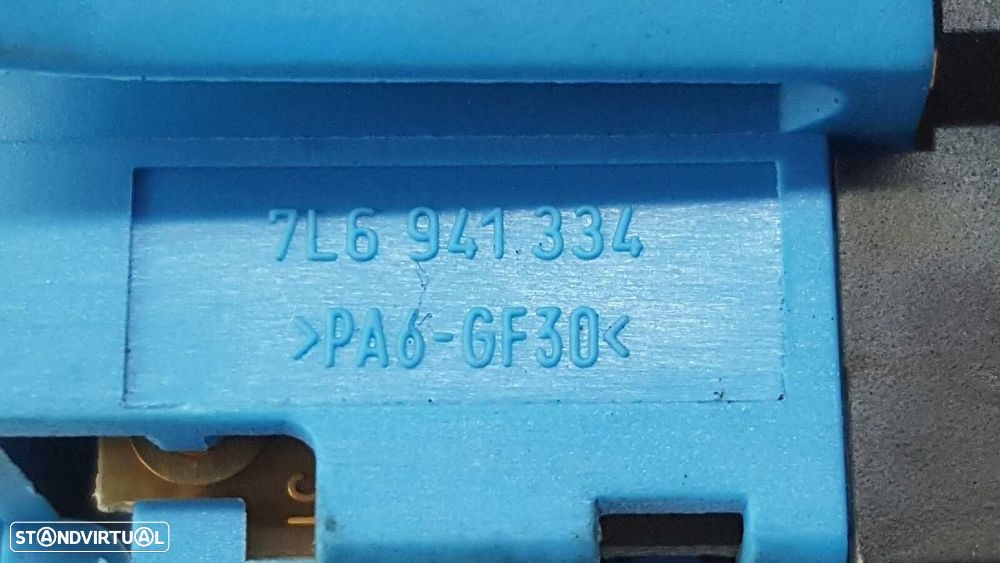 7L6 941 334
>PA6-GF30<
STANDVIRTUAL